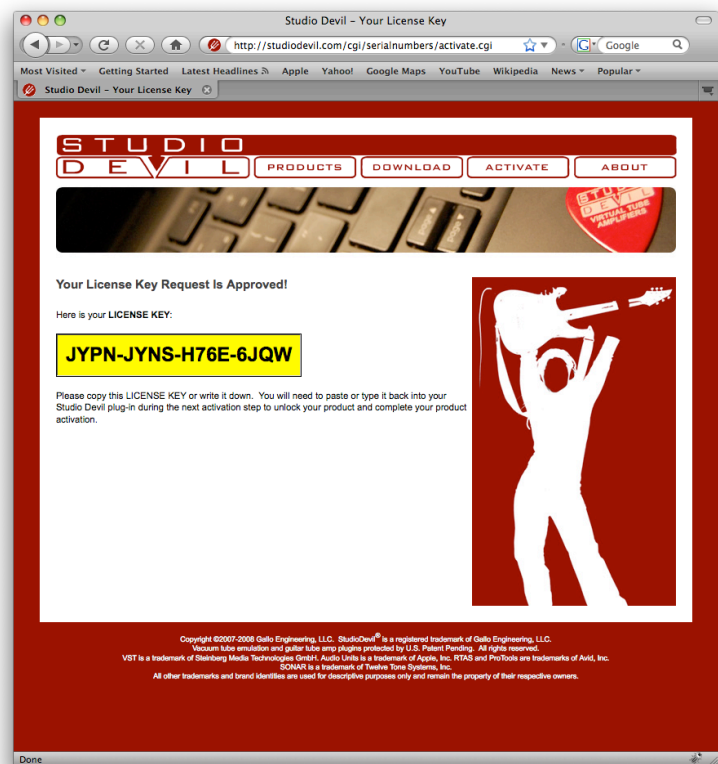 Studio Devil – Your License Key
http://studiodevil.com/cgi/serialnumbers/activate.cgi
Google
Most Visited Getting Started Latest Headlines Apple Yahoo! Google Maps YouTube Wikipedia News Popular
Studio Devil – Your License Key
STUDIO
DEVIL PRODUCTS DOWNLOAD ACTIVATE ABOUT
STUDIO
DEVIL
VIRTUAL TUBE
AMPLIFIERS
Your License Key Request Is Approved!
Here is your LICENSE KEY:
JYPN-JYNS-H76E-6JQW
Please copy this LICENSE KEY or write it down. You will need to paste or type it back into your
Studio Devil plug-in during the next activation step to unlock your product and complete your product
activation.
Copyright ©2007-2008 Gallo Engineering, LLC. StudioDevil® is a registered trademark of Gallo Engineering, LLC.
Vacuum tube emulation and guitar tube amp plugins protected by U.S. Patent Pending. All rights reserved.
VST is a trademark of Steinberg Media Technologies GmbH. Audio Units is a trademark of Apple, Inc. RTAS and ProTools are trademarks of Avid, Inc.
SONAR is a trademark of Twelve Tone Systems, Inc.
All other trademarks and brand identities are used for descriptive purposes only and remain the property of their respective owners.
Done